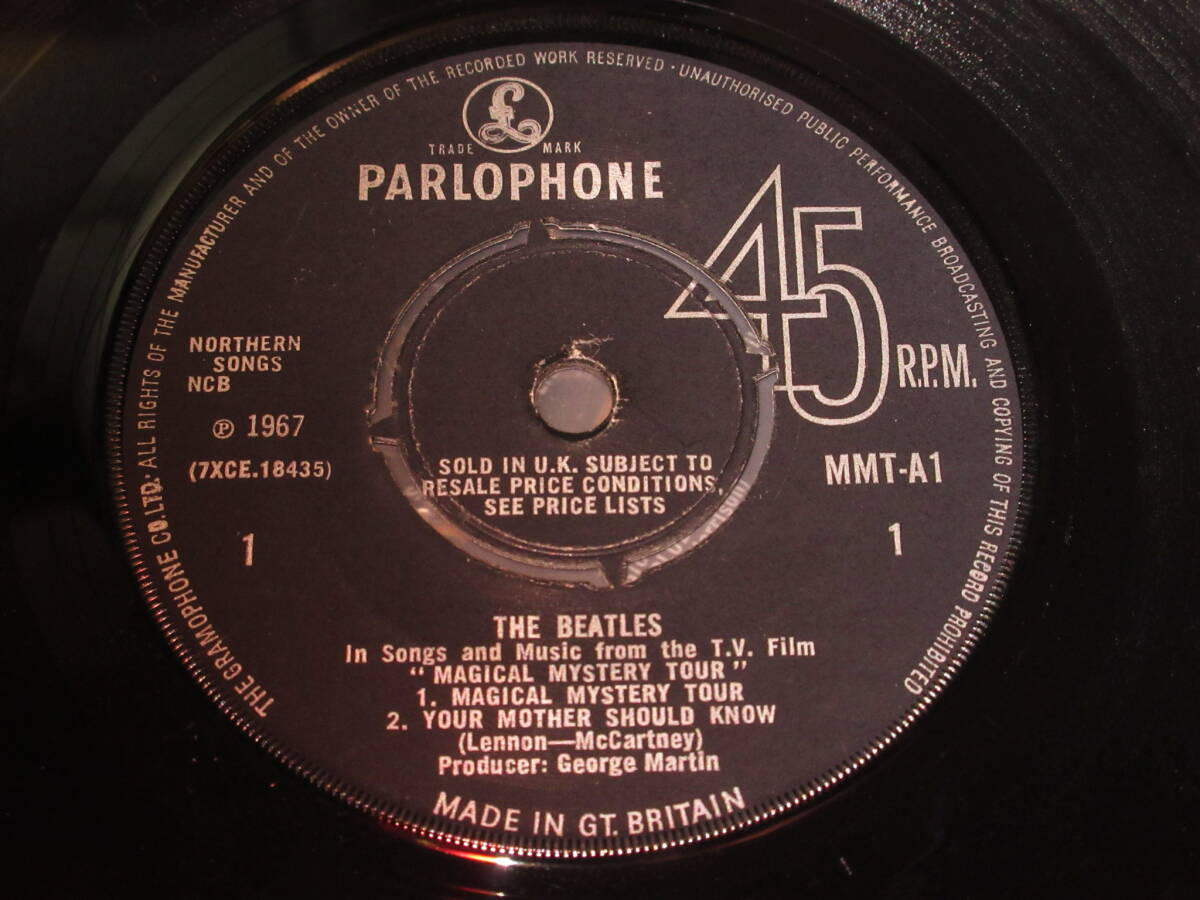 THE GRAMOPHONE CO.LTD. ALL RIGHTS OF THE MANUFACTURER AND OF THE OWNER OF THE RECORDED WORK RESERVED · UNAUTHORISED PUBLIC PERFORMANCE BROADCASTING AND COPYING OF THIS RECORD PROHIBITED
£
TRADE MARK
PARLOPHONE
45 R.P.M.
NORTHERN
SONGS
NCB
℗ 1967
(7XCE.18435)
1
SOLD IN U.K. SUBJECT TO
RESALE PRICE CONDITIONS,
SEE PRICE LISTS
MMT-A1
1
THE BEATLES
In Songs and Music from the T.V. Film
"MAGICAL MYSTERY TOUR"
1. MAGICAL MYSTERY TOUR
2. YOUR MOTHER SHOULD KNOW
(Lennon—McCartney)
Producer: George Martin
MADE IN GT. BRITAIN